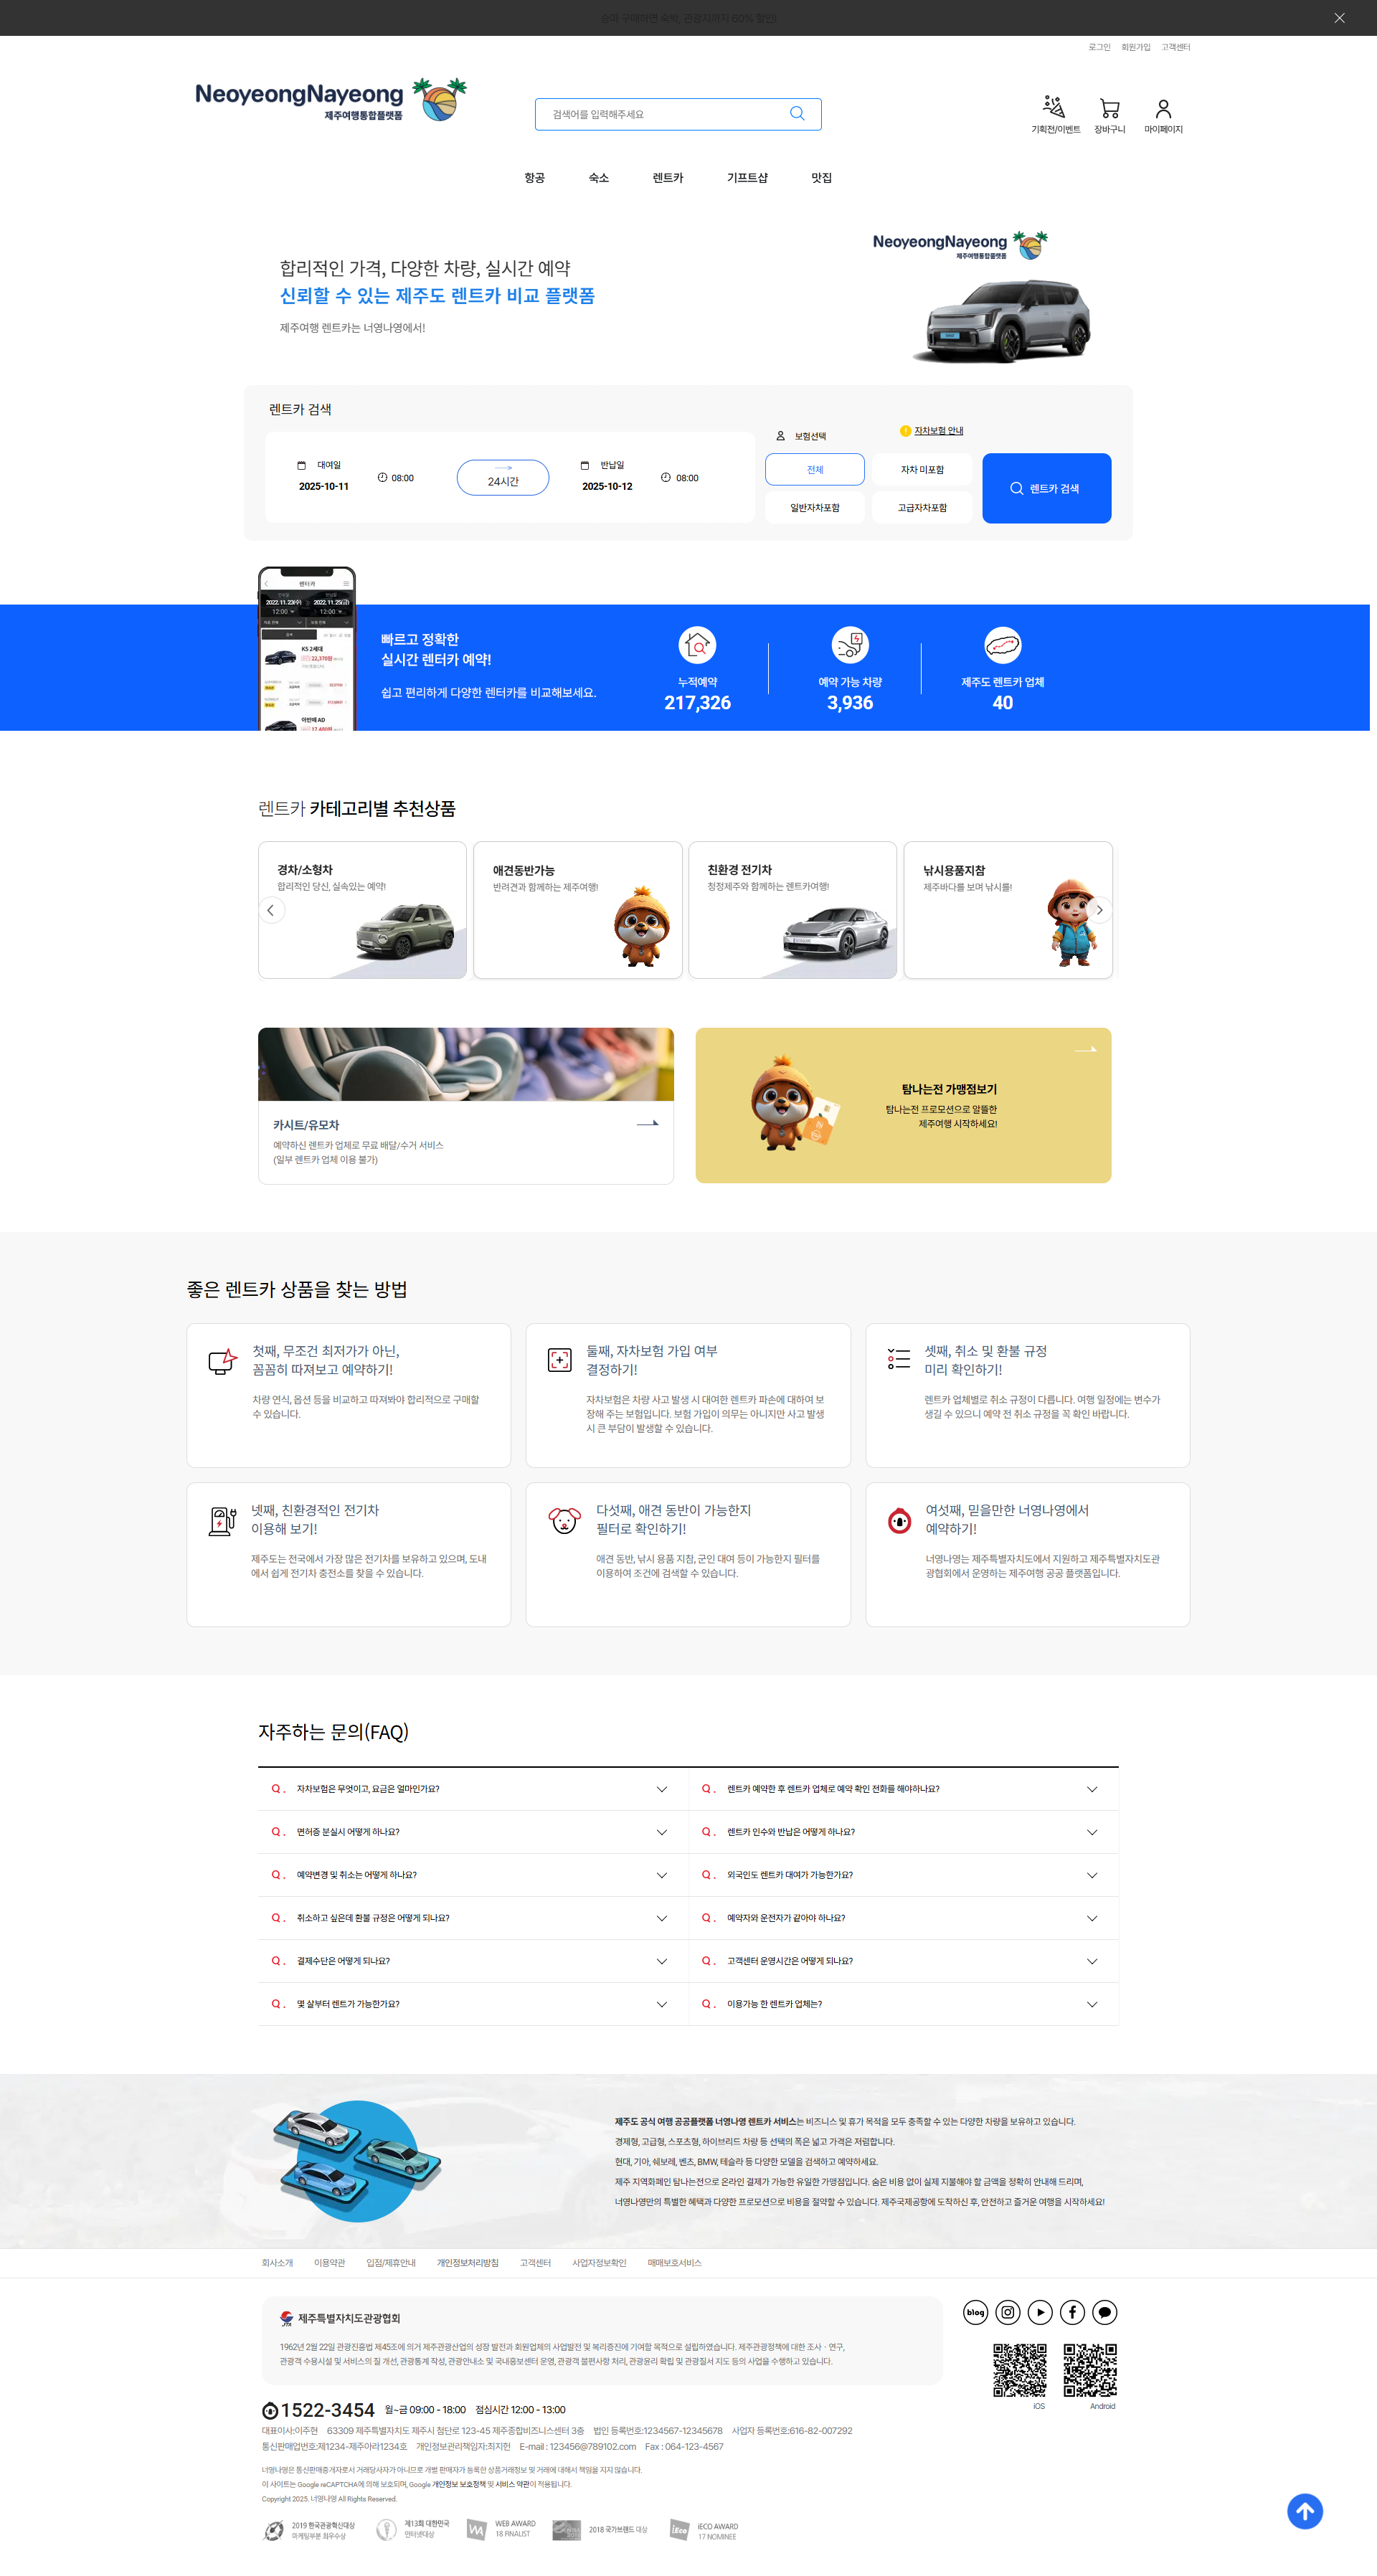 숨비 구매하면 숙박, 관광지까지 60% 할인!
로그인 회원가입 고객센터
NeoyeongNayeong
제주여행통합플랫폼
검색어를 입력해주세요
기획전/이벤트 장바구니 마이페이지
항공 숙소 렌트카 기프트샵 맛집
NeoyeongNayeong
제주여행통합플랫폼
합리적인 가격, 다양한 차량, 실시간 예약
신뢰할 수 있는 제주도 렌트카 비교 플랫폼
제주여행 렌트카는 너영나영에서!
렌트카 검색
대여일
2025-10-11
08:00
24시간
반납일
2025-10-12
08:00
보험선택
자차보험 안내
전체
자차 미포함
일반자차포함
고급자차포함
렌트카 검색
렌터카
2022.11.23(수) 2022.11.25(금)
12:00 12:00
K5 2세대
22,370원
아반떼 AD
17,480원
빠르고 정확한
실시간 렌터카 예약!
쉽고 편리하게 다양한 렌터카를 비교해보세요.
누적예약
217,326
예약 가능 차량
3,936
제주도 렌트카 업체
40
렌트카 카테고리별 추천상품
경차/소형차
합리적인 당신, 실속있는 예약!
애견동반가능
반려견과 함께하는 제주여행!
친환경 전기차
청정제주와 함께하는 렌트카여행!
낚시용품지참
제주바다를 보며 낚시를!
카시트/유모차
예약하신 렌트카 업체로 무료 배달/수거 서비스
(일부 렌트카 업체 이용 불가)
탐나는전 가맹점보기
탐나는전 프로모션으로 알뜰한
제주여행 시작하세요!
좋은 렌트카 상품을 찾는 방법
첫째, 무조건 최저가가 아닌,
꼼꼼히 따져보고 예약하기!
차량 연식, 옵션 등을 비교하고 따져봐야 합리적으로 구매할
수 있습니다.
둘째, 자차보험 가입 여부
결정하기!
자차보험은 차량 사고 발생 시 대여한 렌트카 파손에 대하여 보
장해 주는 보험입니다. 보험 가입이 의무는 아니지만 사고 발생
시 큰 부담이 발생할 수 있습니다.
셋째, 취소 및 환불 규정
미리 확인하기!
렌트카 업체별로 취소 규정이 다릅니다. 여행 일정에는 변수가
생길 수 있으니 예약 전 취소 규정을 꼭 확인 바랍니다.
넷째, 친환경적인 전기차
이용해 보기!
제주도는 전국에서 가장 많은 전기차를 보유하고 있으며, 도내
에서 쉽게 전기차 충전소를 찾을 수 있습니다.
다섯째, 애견 동반이 가능한지
필터로 확인하기!
애견 동반, 낚시 용품 지참, 군인 대여 등이 가능한지 필터를
이용하여 조건에 검색할 수 있습니다.
여섯째, 믿을만한 너영나영에서
예약하기!
너영나영는 제주특별자치도에서 지원하고 제주특별자치도관
광협회에서 운영하는 제주여행 공공 플랫폼입니다.
자주하는 문의(FAQ)
Q. 자차보험은 무엇이고, 요금은 얼마인가요?
Q. 렌트카 예약한 후 렌트카 업체로 예약 확인 전화를 해야하나요?
Q. 면허증 분실시 어떻게 하나요?
Q. 렌트카 인수와 반납은 어떻게 하나요?
Q. 예약변경 및 취소는 어떻게 하나요?
Q. 외국인도 렌트카 대여가 가능한가요?
Q. 취소하고 싶은데 환불 규정은 어떻게 되나요?
Q. 예약자와 운전자가 같아야 하나요?
Q. 결제수단은 어떻게 되나요?
Q. 고객센터 운영시간은 어떻게 되나요?
Q. 몇 살부터 렌트가 가능한가요?
Q. 이용가능 한 렌트카 업체는?
제주도 공식 여행 공공플랫폼 너영나영 렌트카 서비스는 비즈니스 및 휴가 목적을 모두 충족할 수 있는 다양한 차량을 보유하고 있습니다.
경제형, 고급형, 스포츠형, 하이브리드 차량 등 선택의 폭은 넓고 가격은 저렴합니다.
현대, 기아, 쉐보레, 벤츠, BMW, 테슬라 등 다양한 모델을 검색하고 예약하세요.
제주 지역화폐인 탐나는전으로 온라인 결제가 가능한 유일한 가맹점입니다. 숨은 비용 없이 실제 지불해야 할 금액을 정확히 안내해 드리며,
너영나영만의 특별한 혜택과 다양한 프로모션으로 비용을 절약할 수 있습니다. 제주국제공항에 도착하신 후, 안전하고 즐거운 여행을 시작하세요!
회사소개 이용약관 입점/제휴안내 개인정보처리방침 고객센터 사업자정보확인 매매보호서비스
제주특별자치도관광협회
1962년 2월 22일 관광진흥법 제45조에 의거 제주관광산업의 성장 발전과 회원업체의 사업발전 및 복리증진에 기여할 목적으로 설립하였습니다. 제주관광정책에 대한 조사ㆍ연구,
관광객 수용시설 및 서비스의 질 개선, 관광통계 작성, 관광안내소 및 국내홍보센터 운영, 관광객 불편사항 처리, 관광윤리 확립 및 관광질서 지도 등의 사업을 수행하고 있습니다.
blog
iOS Android
1522-3454 월~금 09:00 - 18:00 점심시간 12:00 - 13:00
대표이사:이주현 63309 제주특별자치도 제주시 첨단로 123-45 제주종합비즈니스센터 3층 법인 등록번호:1234567-12345678 사업자 등록번호:616-82-007292
통신판매업번호:제1234-제주아라1234호 개인정보관리책임자:최지헌 E-mail : 123456@789102.com Fax : 064-123-4567
너영나영은 통신판매중개자로서 거래당사자가 아니므로 개별 판매자가 등록한 상품거래정보 및 거래에 대해서 책임을 지지 않습니다.
이 사이트는 Google reCAPTCHA에 의해 보호되며, Google 개인정보 보호정책 및 서비스 약관이 적용됩니다.
Copyright 2025. 너영나영 All Rights Reserved.
2019 한국관광혁신대상
마케팅부분 최우수상
제13회 대한민국
인터넷대상
WA
WEB AWARD
18 FINALIST
2018 국가브랜드 대상
iEco
iECO AWARD
17 NOMINEE